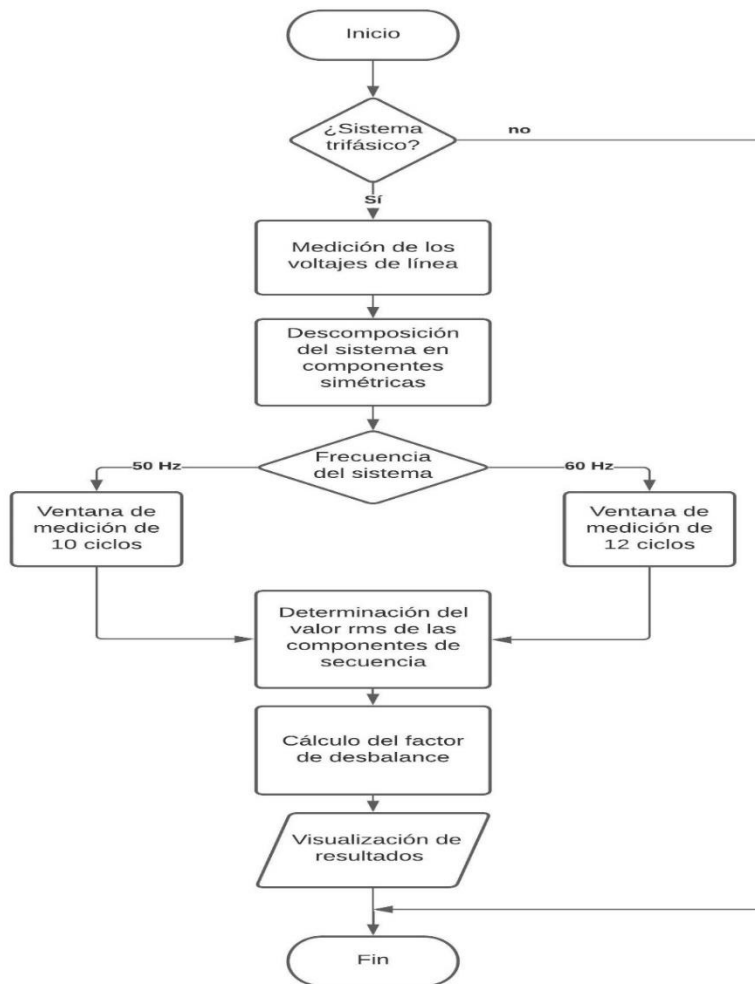 Inicio
¿Sistema
trifásico?
no
Sí
Medición de los
voltajes de línea
Descomposición
del sistema en
componentes
simétricas
Frecuencia
del sistema
50 Hz
60 Hz
Ventana de
medición de
10 ciclos
Ventana de
medición de
12 ciclos
Determinación del
valor rms de las
componentes de
secuencia
Cálculo del factor
de desbalance
Visualización de
resultados
Fin